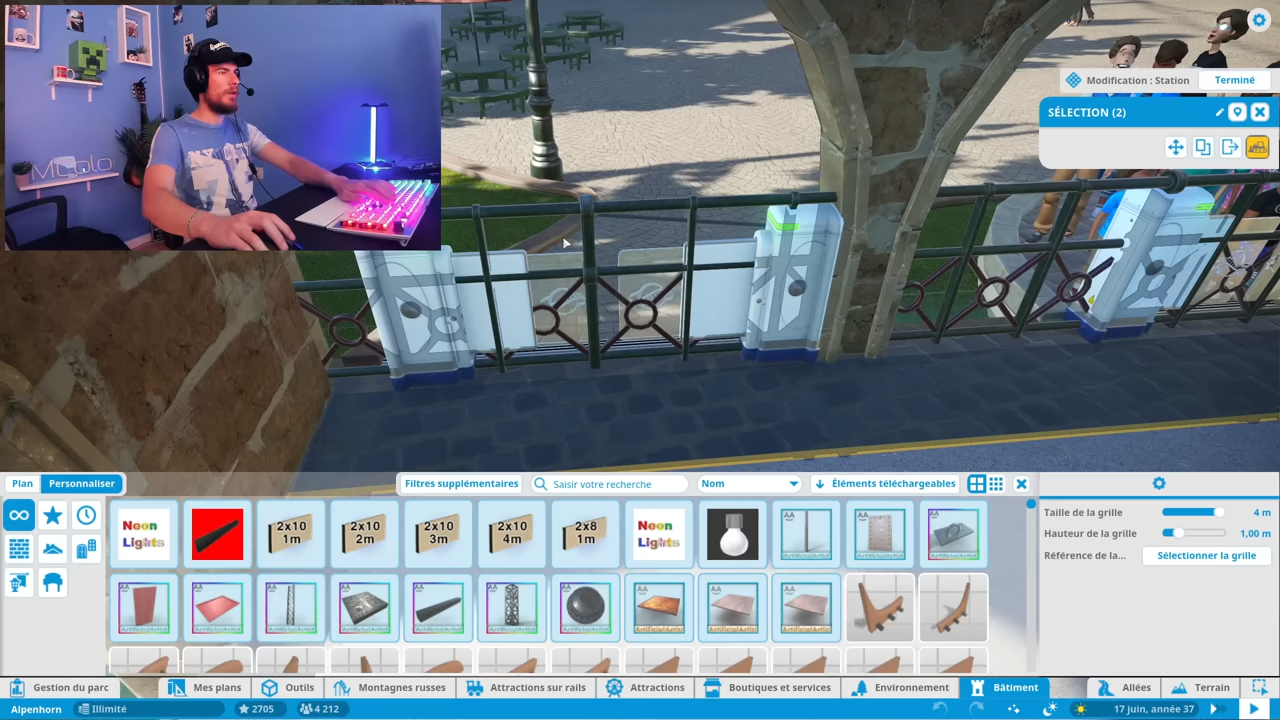 Modification : Station
Terminé
SÉLECTION (2)
Plan
Personnaliser
Filtres supplémentaires
Saisir votre recherche
Nom
Éléments téléchargeables
Neon Lights
2x10 1m
2x10 2m
2x10 3m
2x10 4m
2x8 1m
Neon Lights
Taille de la grille
4 m
Hauteur de la grille
1,00 m
Référence de la...
Sélectionner la grille
Gestion du parc
Mes plans
Outils
Montagnes russes
Attractions sur rails
Attractions
Boutiques et services
Environnement
Bâtiment
Allées
Terrain
Alpenhorn
Illimité
2705
4 212
17 juin, année 37